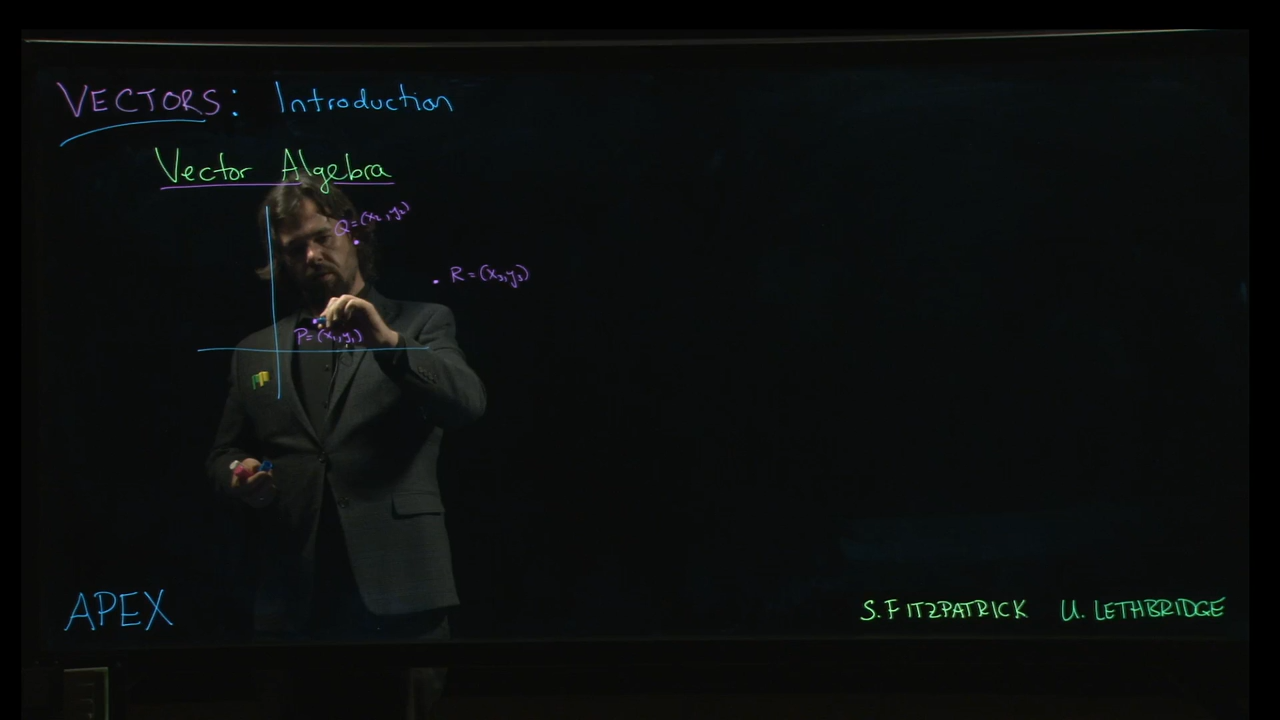 VECTORS: Introduction
Vector Algebra
Q=(x₂,y₂)
R=(x₃,y₃)
P=(x₁,y₁)
APEX
S.FITZPATRICK U.LETHBRIDGE